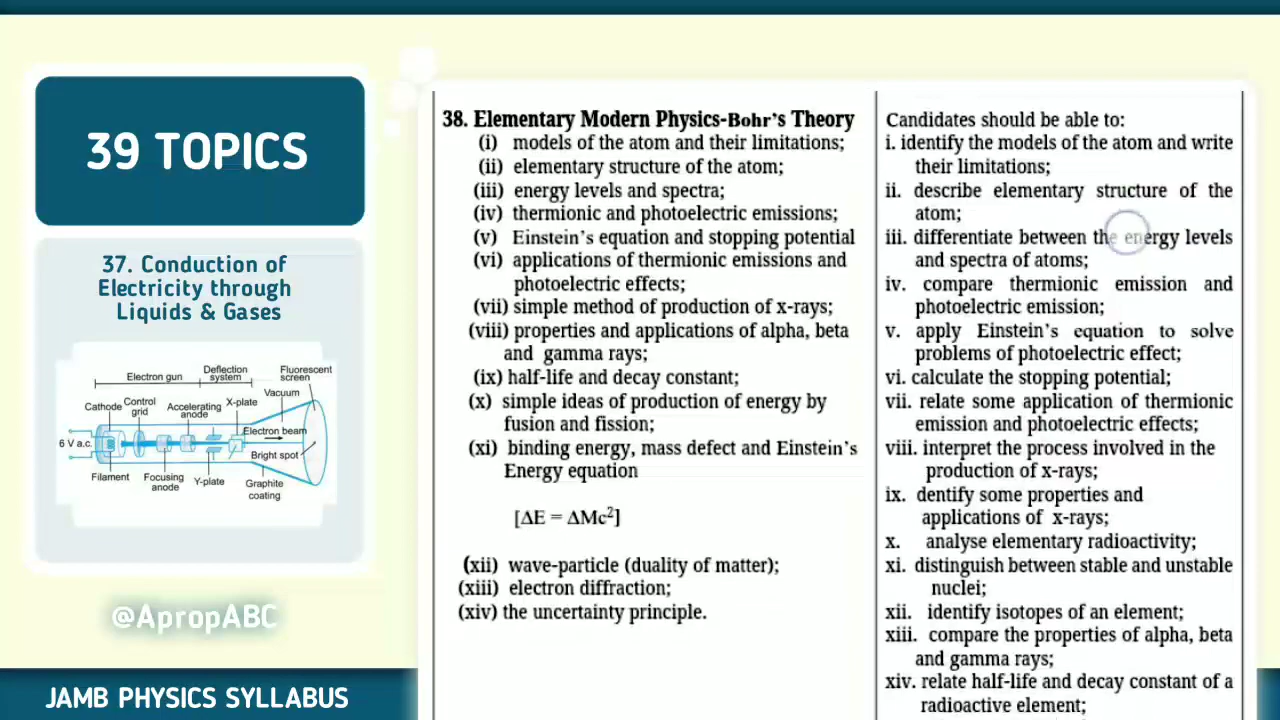 39 TOPICS
37. Conduction of
Electricity through
Liquids & Gases
Electron gun
Deflection
system
Fluorescent
screen
Vacuum
Cathode
Control
grid
Accelerating
anode
X-plate
6 V a.c.
Electron beam
Bright spot
Filament
Focusing
anode
Y-plate
Graphite
coating
@ApropABC
JAMB PHYSICS SYLLABUS
38. Elementary Modern Physics-Bohr's Theory
(i) models of the atom and their limitations;
(ii) elementary structure of the atom;
(iii) energy levels and spectra;
(iv) thermionic and photoelectric emissions;
(v) Einstein's equation and stopping potential
(vi) applications of thermionic emissions and
photoelectric effects;
(vii) simple method of production of x-rays;
(viii) properties and applications of alpha, beta
and gamma rays;
(ix) half-life and decay constant;
(x) simple ideas of production of energy by
fusion and fission;
(xi) binding energy, mass defect and Einstein's
Energy equation
[ΔE = ΔMc²]
(xii) wave-particle (duality of matter);
(xiii) electron diffraction;
(xiv) the uncertainty principle.
Candidates should be able to:
i. identify the models of the atom and write
their limitations;
ii. describe elementary structure of the
atom;
iii. differentiate between the energy levels
and spectra of atoms;
iv. compare thermionic emission and
photoelectric emission;
v. apply Einstein's equation to solve
problems of photoelectric effect;
vi. calculate the stopping potential;
vii. relate some application of thermionic
emission and photoelectric effects;
viii. interpret the process involved in the
production of x-rays;
ix. dentify some properties and
applications of x-rays;
x. analyse elementary radioactivity;
xi. distinguish between stable and unstable
nuclei;
xii. identify isotopes of an element;
xiii. compare the properties of alpha, beta
and gamma rays;
xiv. relate half-life and decay constant of a
radioactive element;